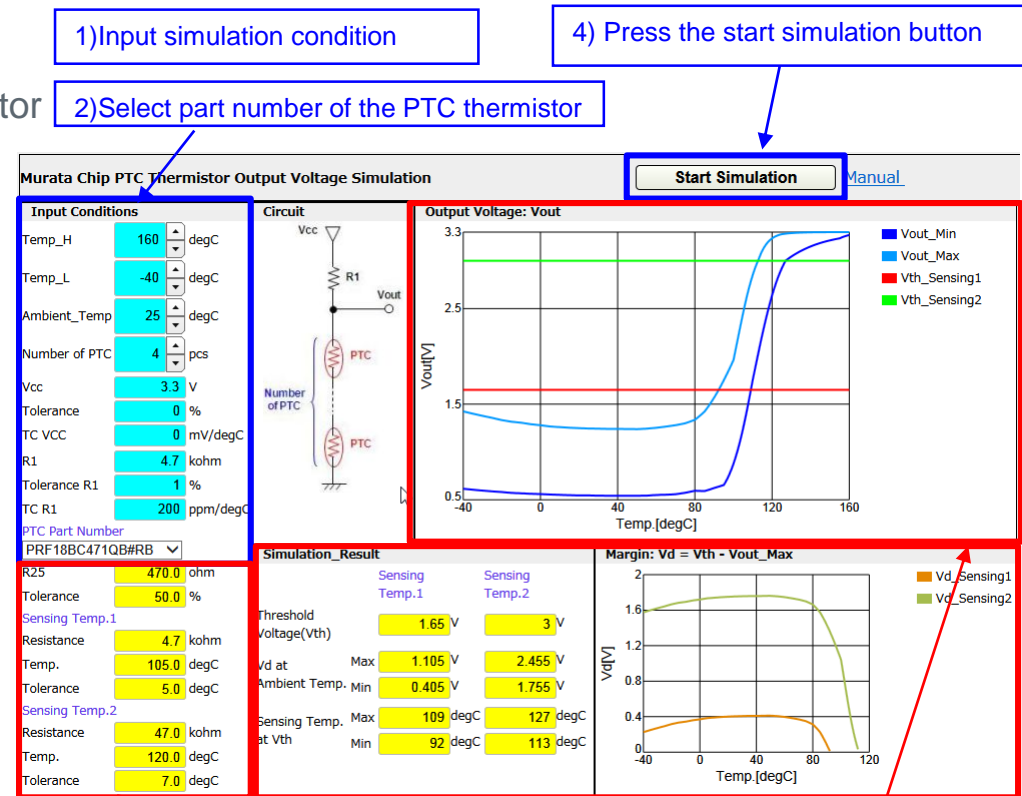 1)Input simulation condition
4) Press the start simulation button
tor
2)Select part number of the PTC thermistor
Murata Chip PTC Thermistor Output Voltage Simulation
Start Simulation
Manual
Input Conditions
Temp_H 160 degC
Temp_L -40 degC
Ambient_Temp 25 degC
Number of PTC 4 pcs
Vcc 3.3 V
Tolerance 0 %
TC VCC 0 mV/degC
R1 4.7 kohm
Tolerance R1 1 %
TC R1 200 ppm/degC
PTC Part Number
PRF18BC471QB#RB
R25 470.0 ohm
Tolerance 50.0 %
Sensing Temp.1
Resistance 4.7 kohm
Temp. 105.0 degC
Tolerance 5.0 degC
Sensing Temp.2
Resistance 47.0 kohm
Temp. 120.0 degC
Tolerance 7.0 degC
Circuit
Vcc
R1
Vout
PTC
Number
of PTC
PTC
Output Voltage: Vout
3.3
2.5
1.5
0.5
Vout[V]
-40 0 40 80 120 160
Temp.[degC]
Vout_Min
Vout_Max
Vth_Sensing1
Vth_Sensing2
Simulation_Result
Sensing Sensing
Temp.1 Temp.2
Threshold
Voltage(Vth) 1.65 V 3 V
Vd at Max 1.105 V 2.455 V
Ambient Temp. Min 0.405 V 1.755 V
Sensing Temp. Max 109 degC 127 degC
at Vth Min 92 degC 113 degC
Margin: Vd = Vth - Vout_Max
2
1.6
1.2
0.8
0.4
0
Vd[V]
-40 0 40 80 120
Temp.[degC]
Vd_Sensing1
Vd_Sensing2